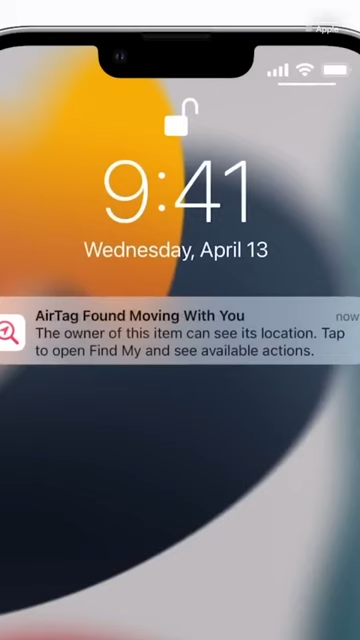 Apple
9:41
Wednesday, April 13
AirTag Found Moving With You
now
The owner of this item can see its location. Tap
to open Find My and see available actions.